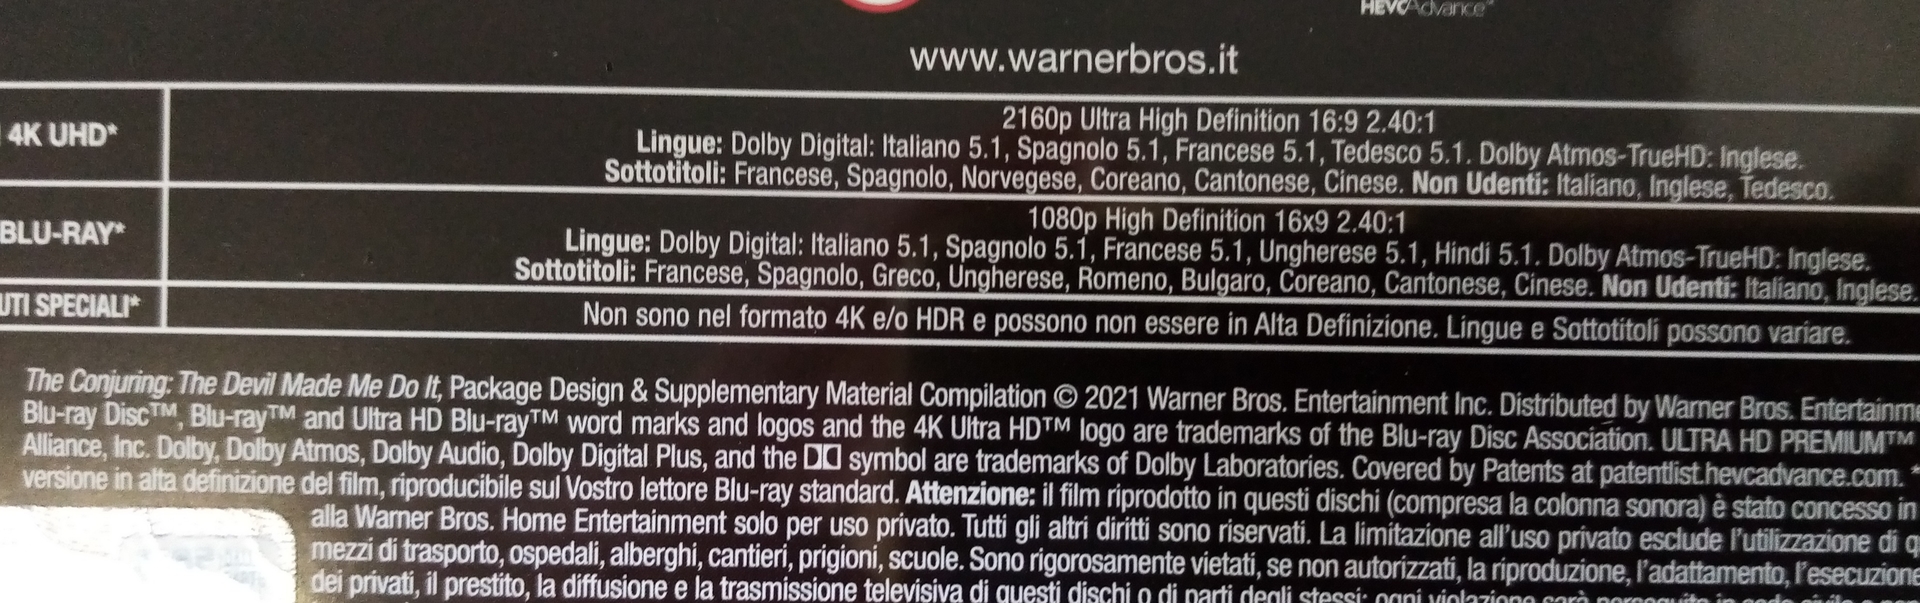 HEVCAdvance™
www.warnerbros.it
4K UHD*
2160p Ultra High Definition 16:9 2.40:1
Lingue: Dolby Digital: Italiano 5.1, Spagnolo 5.1, Francese 5.1, Tedesco 5.1. Dolby Atmos-TrueHD: Inglese.
Sottotitoli: Francese, Spagnolo, Norvegese, Coreano, Cantonese, Cinese. Non Udenti: Italiano, Inglese, Tedesco.
BLU-RAY*
1080p High Definition 16x9 2.40:1
Lingue: Dolby Digital: Italiano 5.1, Spagnolo 5.1, Francese 5.1, Ungherese 5.1, Hindi 5.1. Dolby Atmos-TrueHD: Inglese.
Sottotitoli: Francese, Spagnolo, Greco, Ungherese, Romeno, Bulgaro, Coreano, Cantonese, Cinese. Non Udenti: Italiano, Inglese.
UTI SPECIALI*
Non sono nel formato 4K e/o HDR e possono non essere in Alta Definizione. Lingue e Sottotitoli possono variare.
The Conjuring: The Devil Made Me Do It, Package Design & Supplementary Material Compilation © 2021 Warner Bros. Entertainment Inc. Distributed by Warner Bros. Entertainme
Blu-ray Disc™, Blu-ray™ and Ultra HD Blu-ray™ word marks and logos and the 4K Ultra HD™ logo are trademarks of the Blu-ray Disc Association. ULTRA HD PREMIUM™
Alliance, Inc. Dolby, Dolby Atmos, Dolby Audio, Dolby Digital Plus, and the symbol are trademarks of Dolby Laboratories. Covered by Patents at patentlist.hevcadvance.com. *
versione in alta definizione del film, riproducibile sul Vostro lettore Blu-ray standard. Attenzione: il film riprodotto in questi dischi (compresa la colonna sonora) è stato concesso in
alla Warner Bros. Home Entertainment solo per uso privato. Tutti gli altri diritti sono riservati. La limitazione all'uso privato esclude l'utilizzazione di q
mezzi di trasporto, ospedali, alberghi, cantieri, prigioni, scuole. Sono rigorosamente vietati, se non autorizzati, la riproduzione, l'adattamento, l'esecuzione
dei privati, il prestito, la diffusione e la trasmissione televisiva di questi dischi o di parti degli stessi; ogni violazione sarà